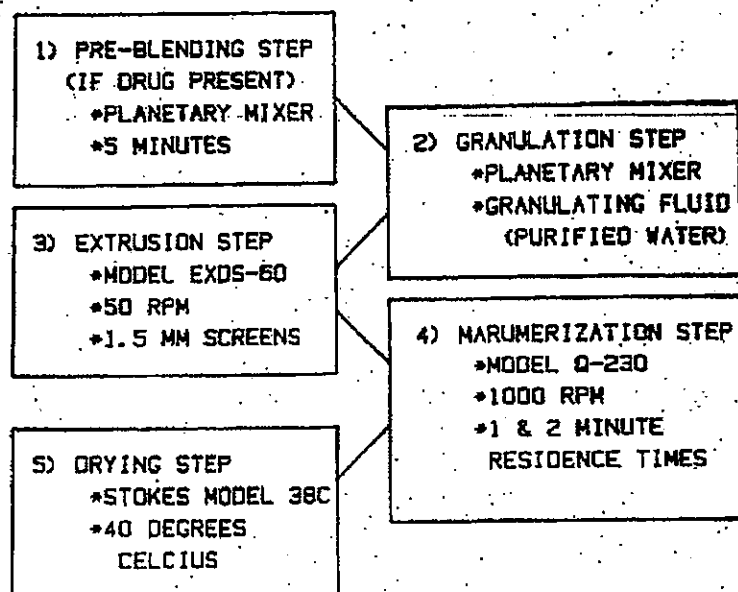 1) PRE-BLENDING STEP
(IF DRUG PRESENT)
*PLANETARY MIXER
*5 MINUTES
2) GRANULATION STEP
*PLANETARY MIXER
*GRANULATING FLUID
(PURIFIED WATER)
3) EXTRUSION STEP
*MODEL EXDS-60
*50 RPM
*1.5 MM SCREENS
4) MARUMERIZATION STEP
*MODEL Q-230
*1000 RPM
*1 & 2 MINUTE
RESIDENCE TIMES
5) DRYING STEP
*STOKES MODEL 38C
*40 DEGREES
CELCIUS